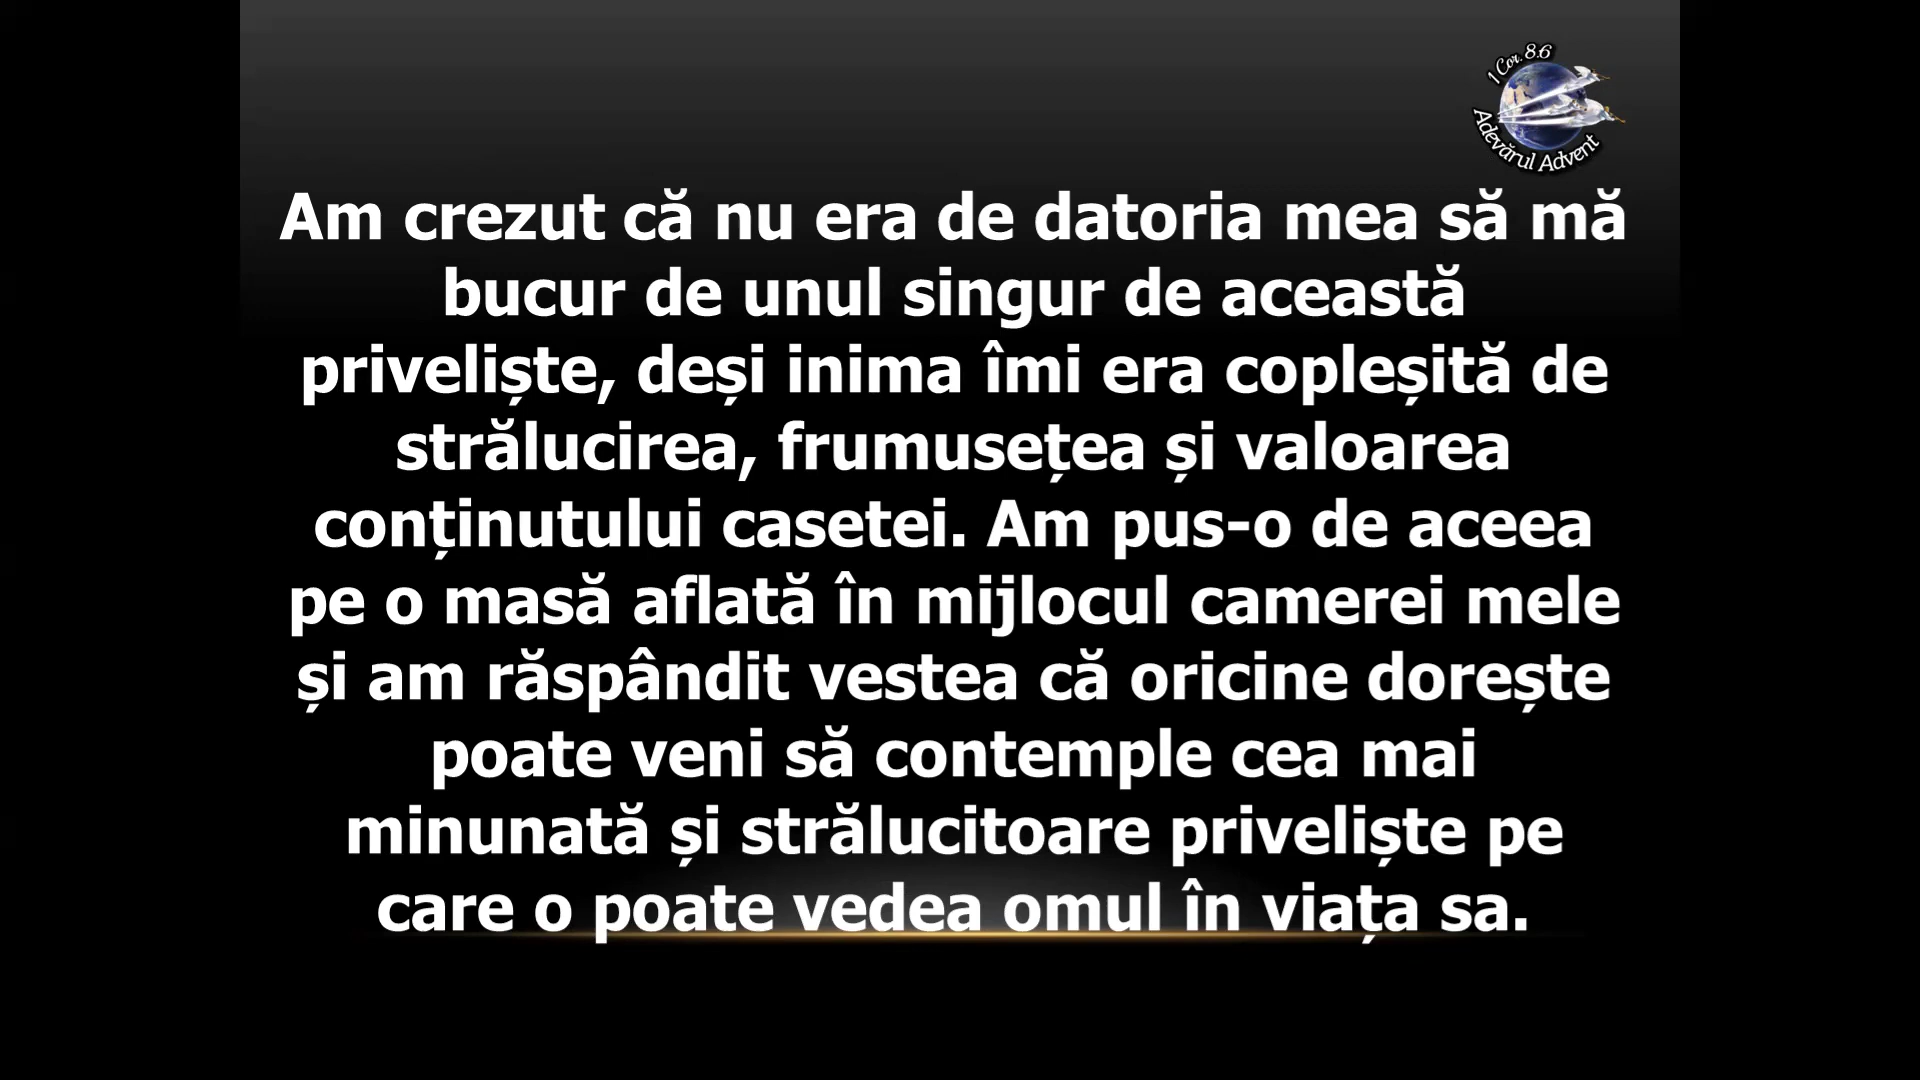 1 Cor. 8:6
Adevărul Advent
Am crezut că nu era de datoria mea să mă
bucur de unul singur de această
priveliște, deși inima îmi era copleșită de
strălucirea, frumusețea și valoarea
conținutului casetei. Am pus-o de aceea
pe o masă aflată în mijlocul camerei mele
și am răspândit vestea că oricine dorește
poate veni să contemple cea mai
minunată și strălucitoare priveliște pe
care o poate vedea omul în viața sa.